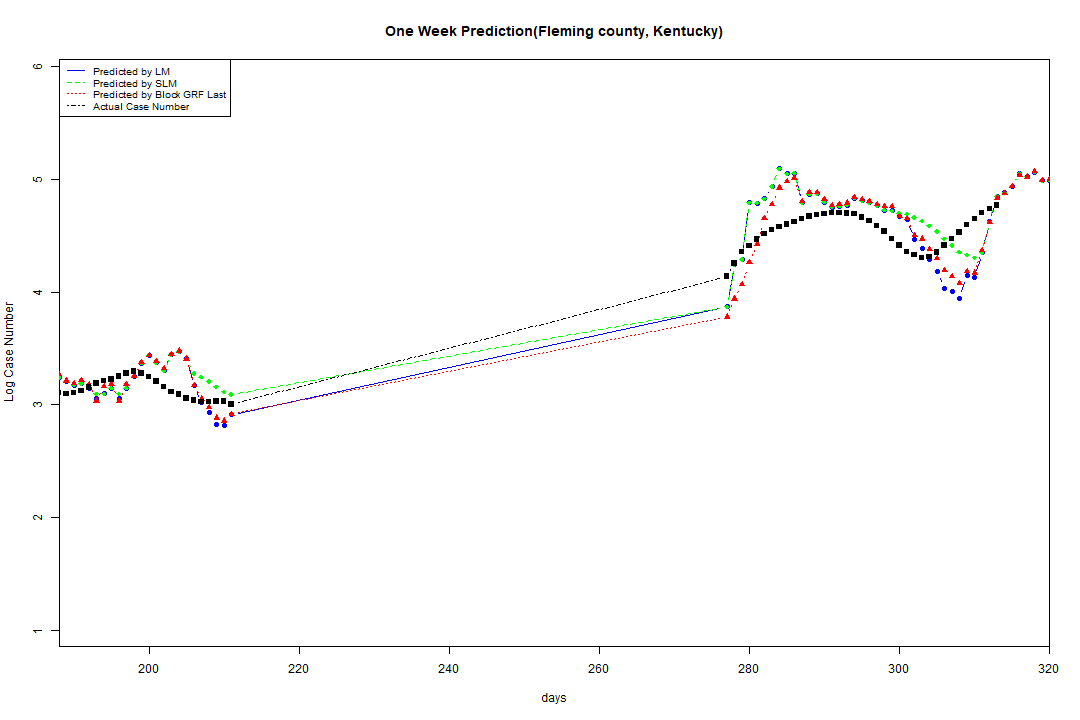 One Week Prediction(Fleming county, Kentucky)
Predicted by LM
Predicted by SLM
Predicted by Block GRF Last
Actual Case Number
6
5
4
3
2
1
Log Case Number
200 220 240 260 280 300 320
days